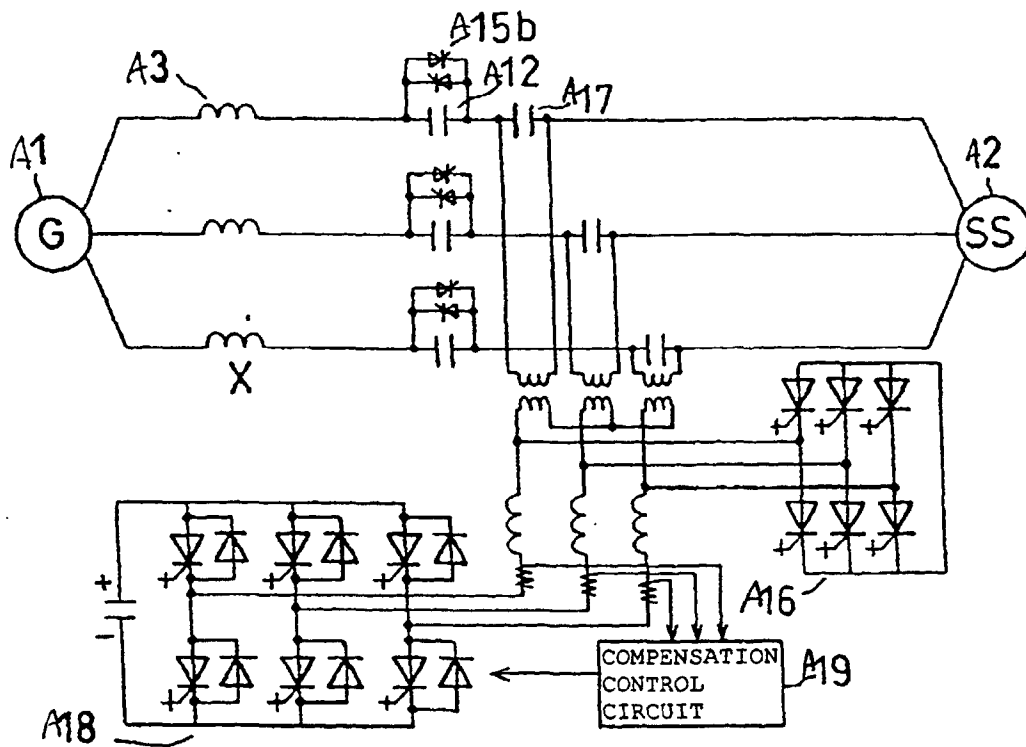 A15b
A3
A12
A17
A1
A2
G
SS
X
+
-
+
+
+
+
+
+
+
+
+
+
+
+
A16
COMPENSATION
CONTROL
CIRCUIT
A19
A18